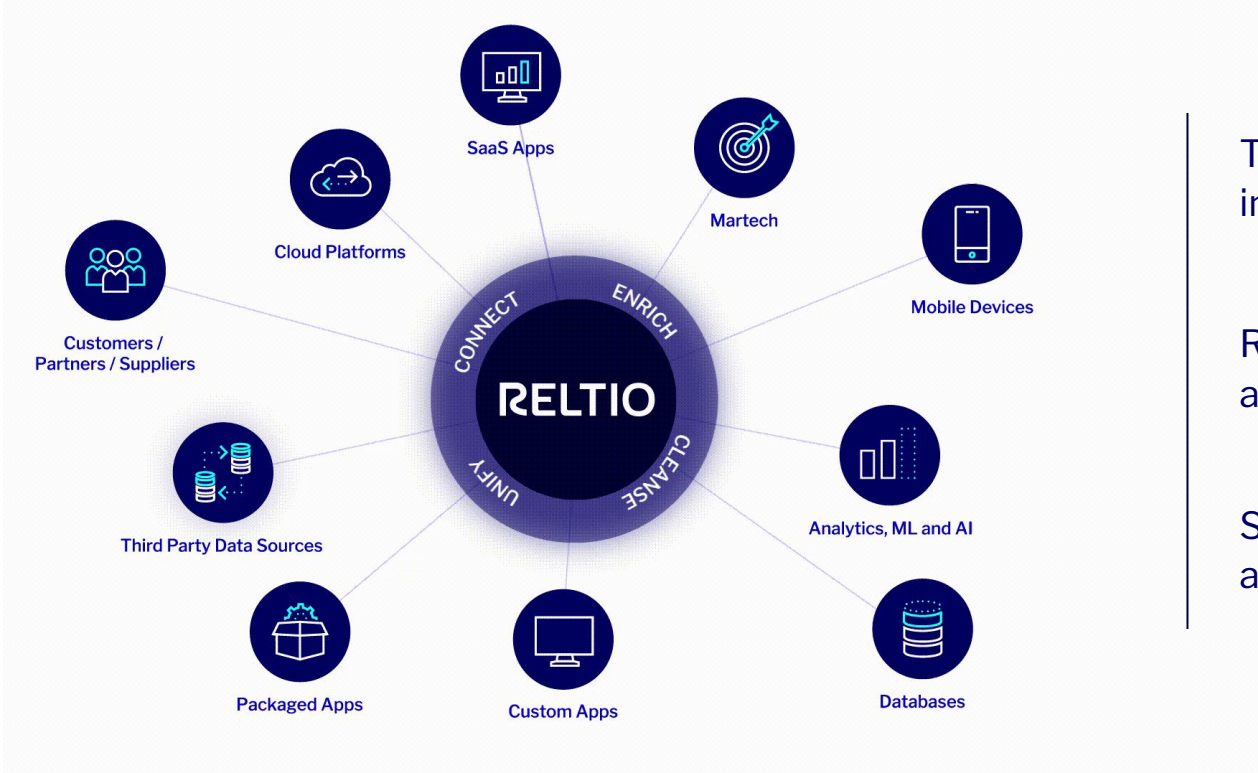 SaaS Apps
Martech
Cloud Platforms
Mobile Devices
Customers /
Partners / Suppliers
CONNECT
ENRICH
RELTIO
UNIFY
CLEANSE
Analytics, ML and AI
Third Party Data Sources
Packaged Apps
Custom Apps
Databases